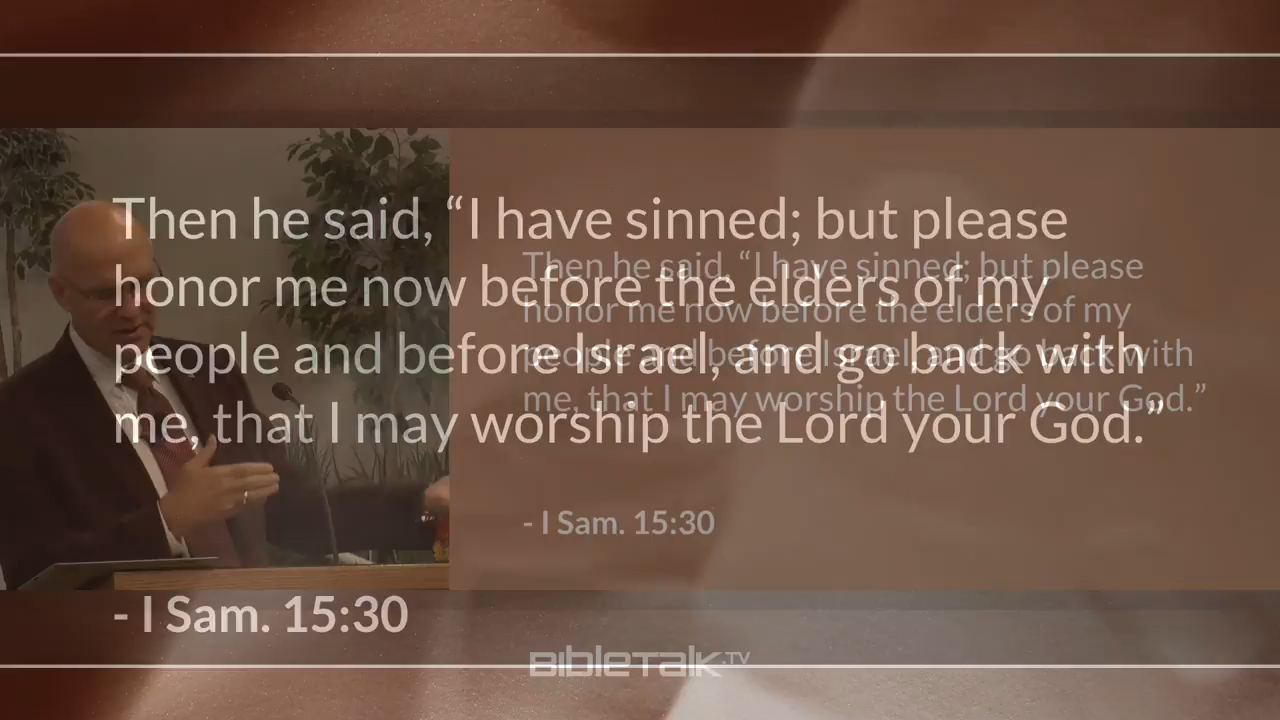 Then he said, “I have sinned; but please
honor me now before the elders of my
people and before Israel, and go back with
me, that I may worship the Lord your God.”
- I Sam. 15:30
Then he said, “I have sinned; but please
honor me now before the elders of my
people and before Israel, and go back with
me, that I may worship the Lord your God.”
- I Sam. 15:30
BIBLETALK.TV